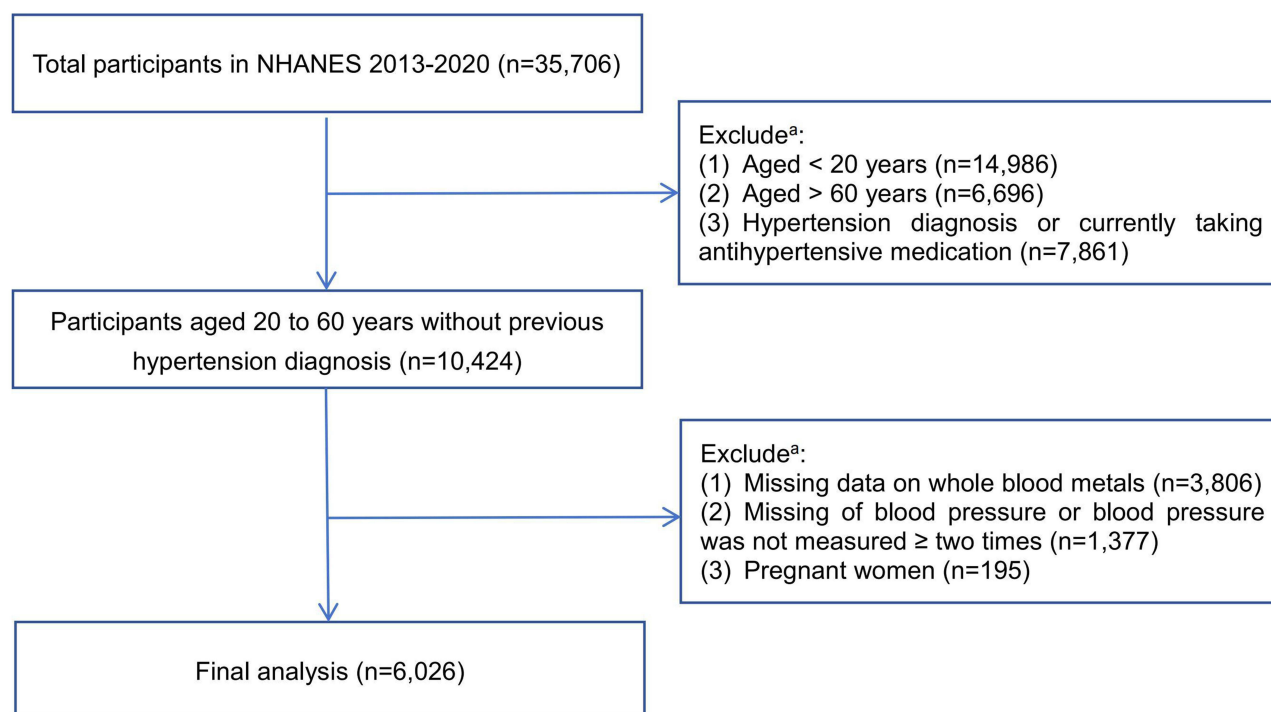 Total participants in NHANES 2013-2020 (n=35,706)
Excludeᵃ:
(1) Aged < 20 years (n=14,986)
(2) Aged > 60 years (n=6,696)
(3) Hypertension diagnosis or currently taking
antihypertensive medication (n=7,861)
Participants aged 20 to 60 years without previous
hypertension diagnosis (n=10,424)
Excludeᵃ:
(1) Missing data on whole blood metals (n=3,806)
(2) Missing of blood pressure or blood pressure
was not measured ≥ two times (n=1,377)
(3) Pregnant women (n=195)
Final analysis (n=6,026)